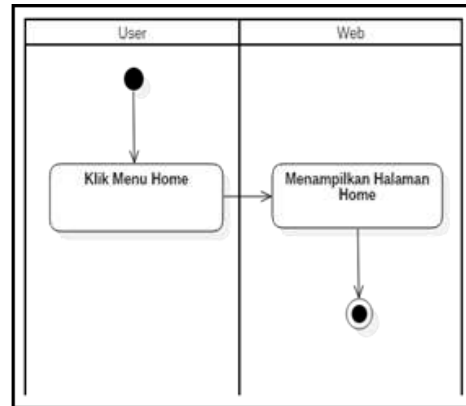 User
Web
Klik Menu Home
Menampilkan Halaman
Home